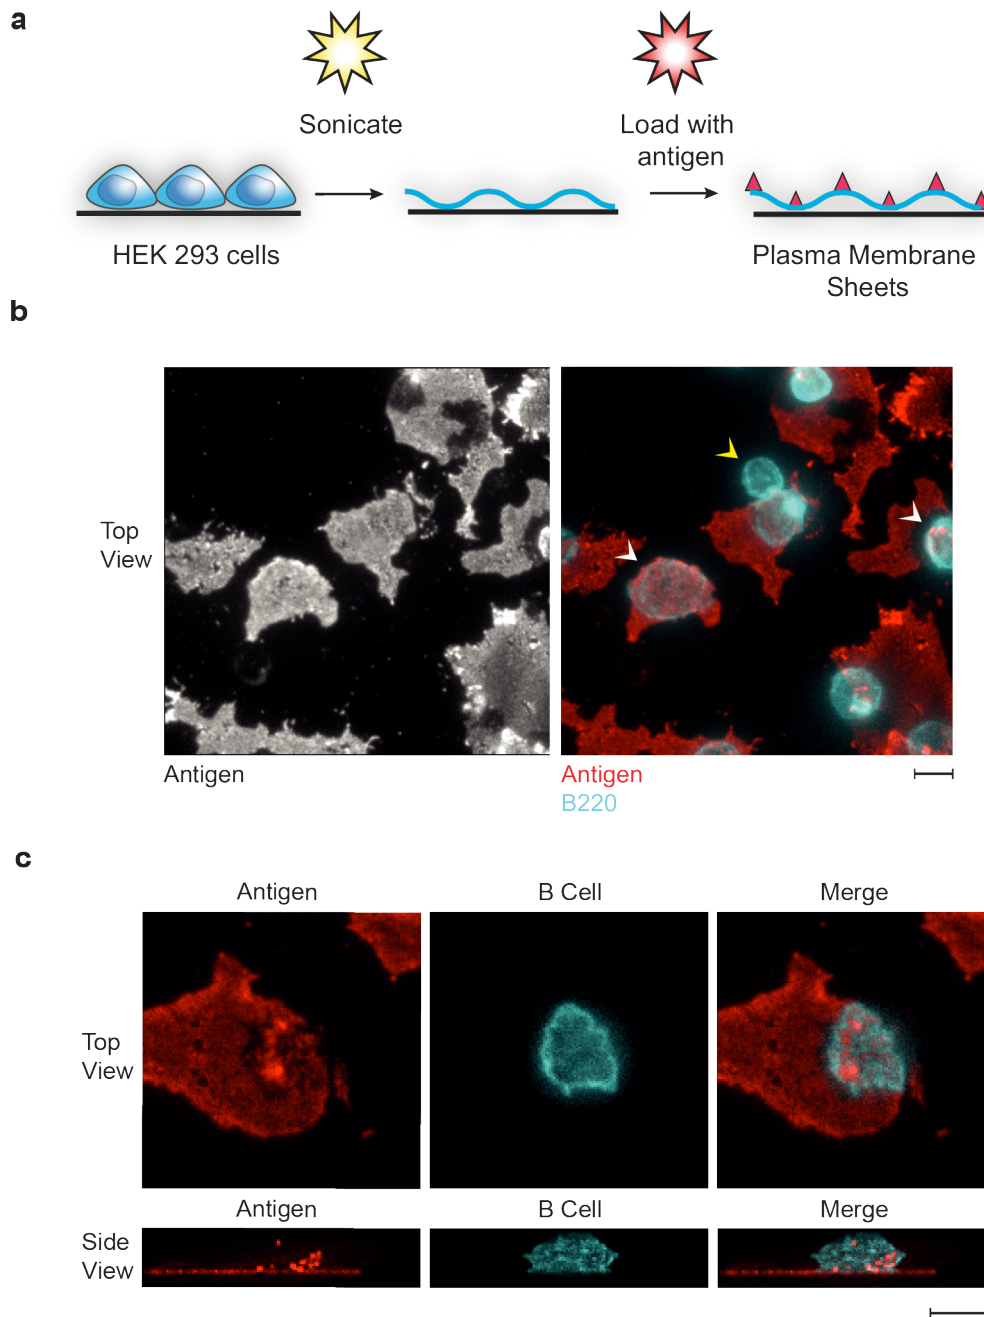 a
Sonicate
Load with
antigen
HEK 293 cells
Plasma Membrane
Sheets
b
Top
View
Antigen
Antigen
B220
c
Antigen
B Cell
Merge
Top
View
Antigen
B Cell
Merge
Side
View